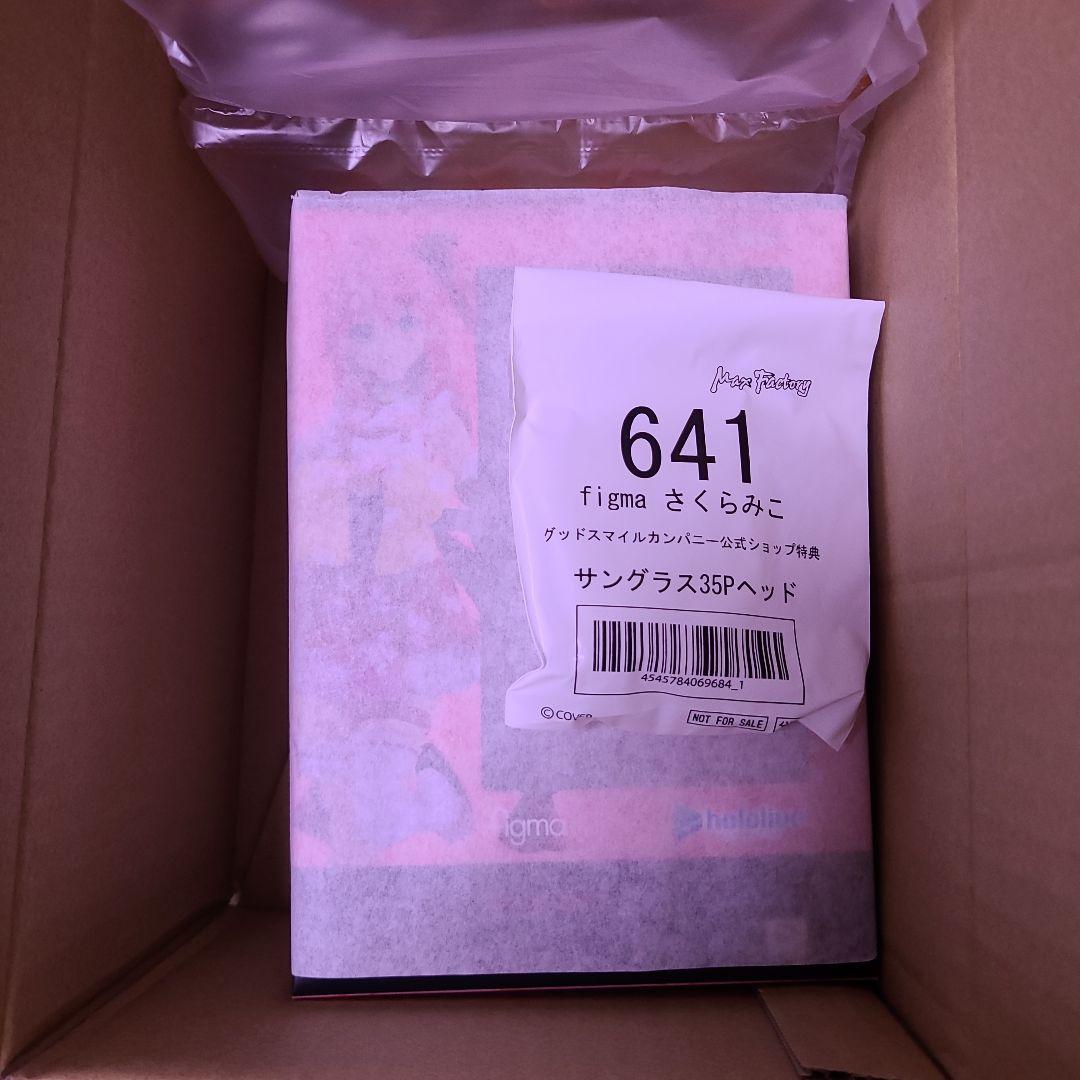 Max Factory
641
figma さくらみこ
グッドスマイルカンパニー公式ショップ特典
サングラス35Pヘッド
4545784069684_1
©COVER
NOT FOR SALE
figma
hololive